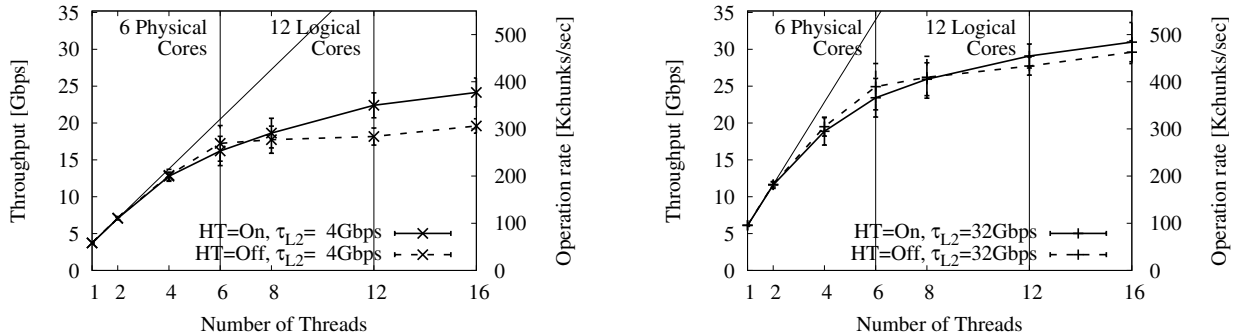 35
30
25
20
15
10
5
0
Throughput [Gbps]
6 Physical
Cores
12 Logical
Cores
HT=On, τL2= 4Gbps
HT=Off, τL2= 4Gbps
500
400
300
200
100
0
Operation rate [Kchunks/sec]
1 2 4 6 8 12 16
Number of Threads
35
30
25
20
15
10
5
0
Throughput [Gbps]
6 Physical
Cores
12 Logical
Cores
HT=On, τL2=32Gbps
HT=Off, τL2=32Gbps
500
400
300
200
100
0
Operation rate [Kchunks/sec]
1 2 4 6 8 12 16
Number of Threads